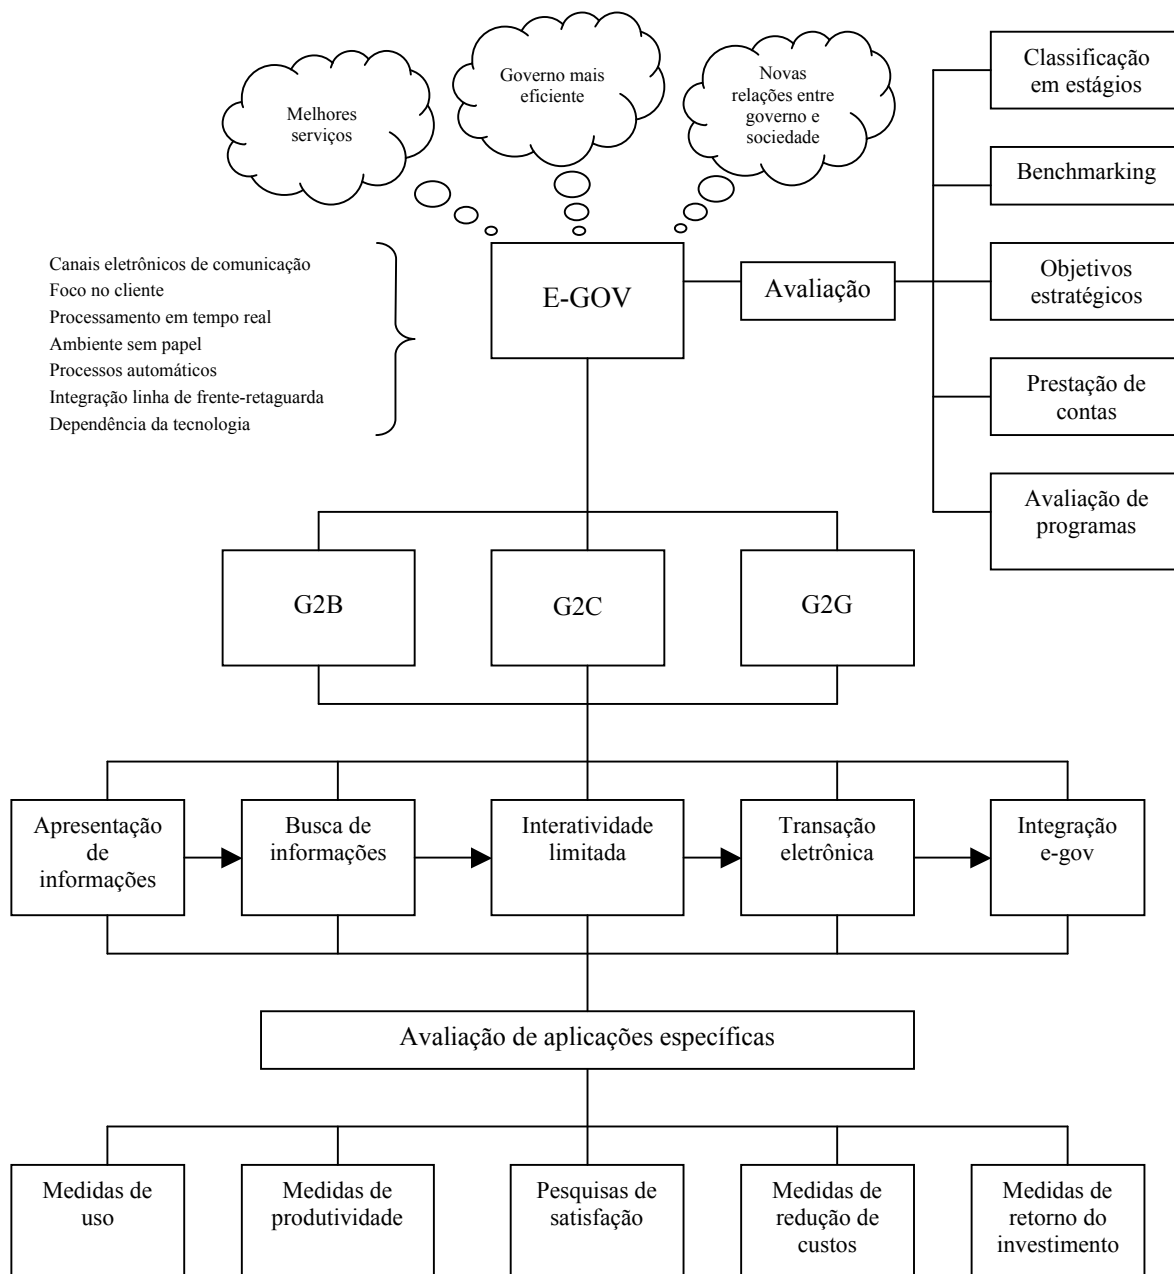 Melhores
serviços
Governo mais
eficiente
Novas
relações entre
governo e
sociedade
Classificação
em estágios
Benchmarking
Objetivos
estratégicos
Prestação de
contas
Avaliação de
programas
Canais eletrônicos de comunicação
Foco no cliente
Processamento em tempo real
Ambiente sem papel
Processos automáticos
Integração linha de frente-retaguarda
Dependência da tecnologia
E-GOV
Avaliação
G2B
G2C
G2G
Apresentação
de
informações
Busca de
informações
Interatividade
limitada
Transação
eletrônica
Integração
e-gov
Avaliação de aplicações específicas
Medidas de
uso
Medidas de
produtividade
Pesquisas de
satisfação
Medidas de
redução de
custos
Medidas de
retorno do
investimento